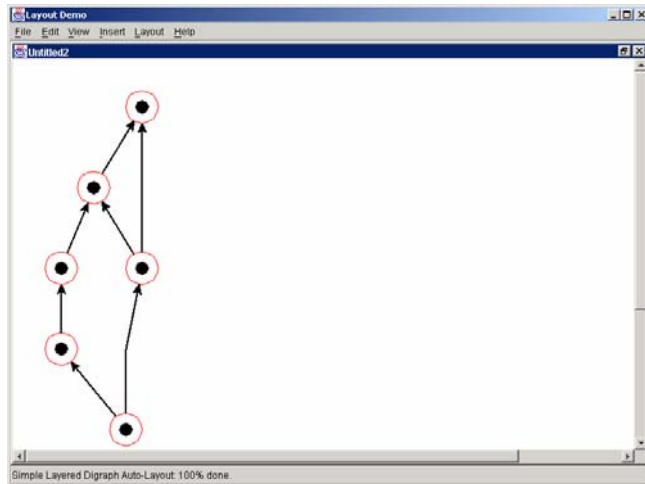 Layout Demo
File Edit View Insert Layout Help
Untitled2
Simple Layered Digraph Auto-Layout: 100% done.